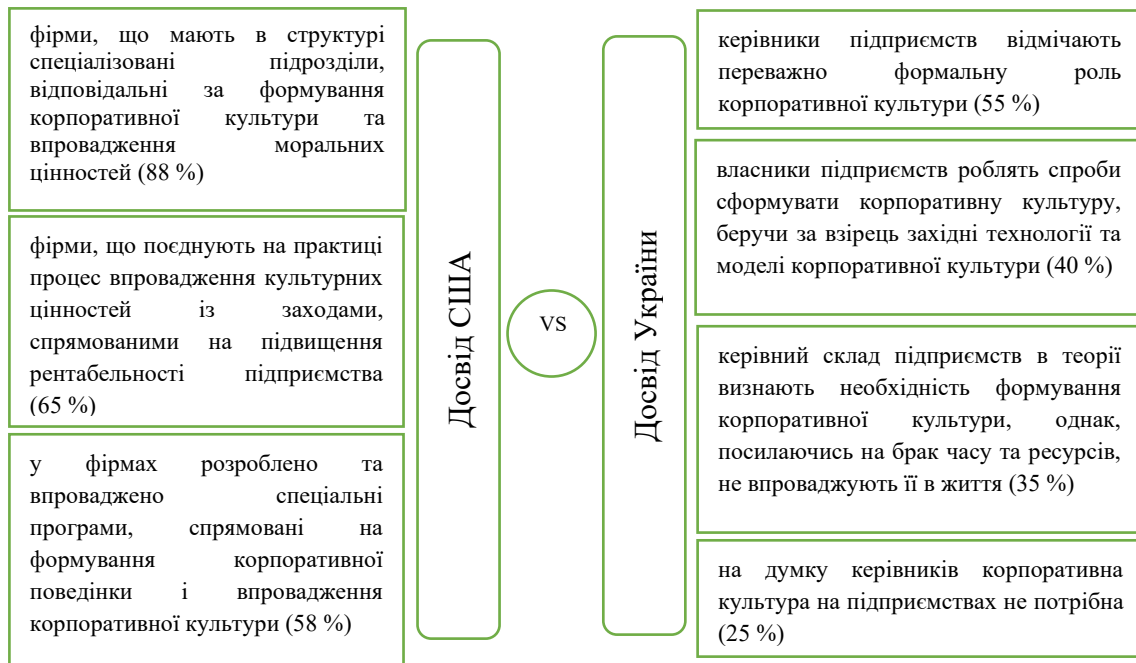 фірми, що мають в структурі
спеціалізовані підрозділи,
відповідальні за формування
корпоративної культури та
впровадження моральних
цінностей (88 %)
фірми, що поєднують на практиці
процес впровадження культурних
цінностей із заходами,
спрямованими на підвищення
рентабельності підприємства
(65 %)
у фірмах розроблено та
впроваджено спеціальні
програми, спрямовані на
формування корпоративної
поведінки і впровадження
корпоративної культури (58 %)
Досвід США
VS
Досвід України
керівники підприємств відмічають
переважно формальну роль
корпоративної культури (55 %)
власники підприємств роблять спроби
сформувати корпоративну культуру,
беручи за взірець західні технології та
моделі корпоративної культури (40 %)
керівний склад підприємств в теорії
визнають необхідність формування
корпоративної культури, однак,
посилаючись на брак часу та ресурсів,
не впроваджують її в життя (35 %)
на думку керівників корпоративна
культура на підприємствах не потрібна
(25 %)